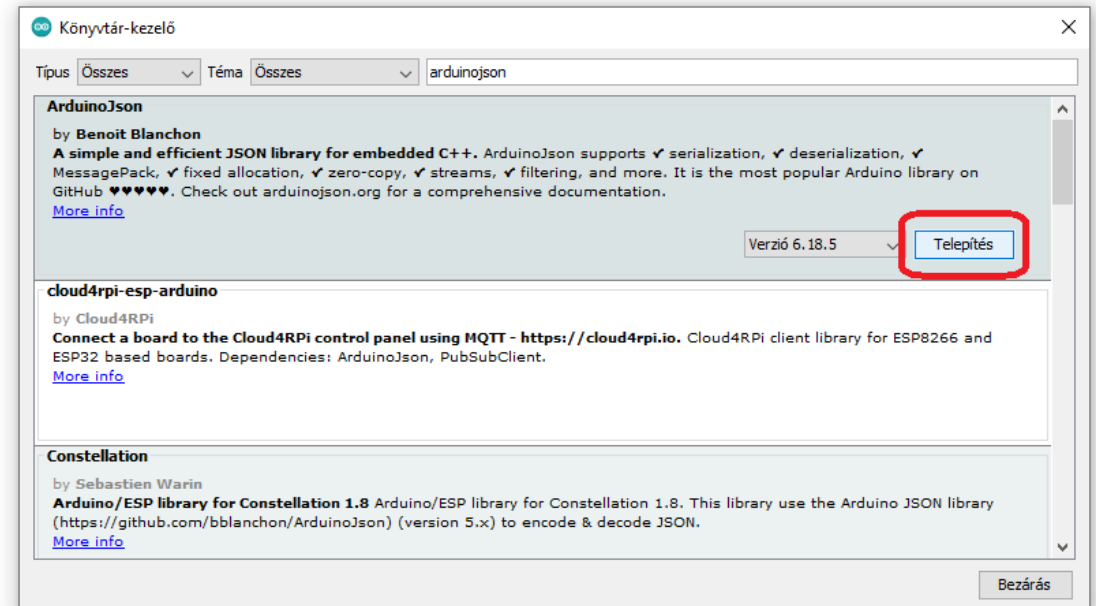 Könyvtár-kezelő
Típus Összes Téma Összes arduinojson
ArduinoJson
by Benoit Blanchon
A simple and efficient JSON library for embedded C++. ArduinoJson supports ✔ serialization, ✔ deserialization, ✔
MessagePack, ✔ fixed allocation, ✔ zero-copy, ✔ streams, ✔ filtering, and more. It is the most popular Arduino library on
GitHub ♥♥♥♥♥. Check out arduinojson.org for a comprehensive documentation.
More info
Verzió 6.18.5 Telepítés
cloud4rpi-esp-arduino
by Cloud4RPi
Connect a board to the Cloud4RPi control panel using MQTT - https://cloud4rpi.io. Cloud4RPi client library for ESP8266 and
ESP32 based boards. Dependencies: ArduinoJson, PubSubClient.
More info
Constellation
by Sebastien Warin
Arduino/ESP library for Constellation 1.8 Arduino/ESP library for Constellation 1.8. This library use the Arduino JSON library
(https://github.com/bblanchon/ArduinoJson) (version 5.x) to encode & decode JSON.
More info
Bezárás